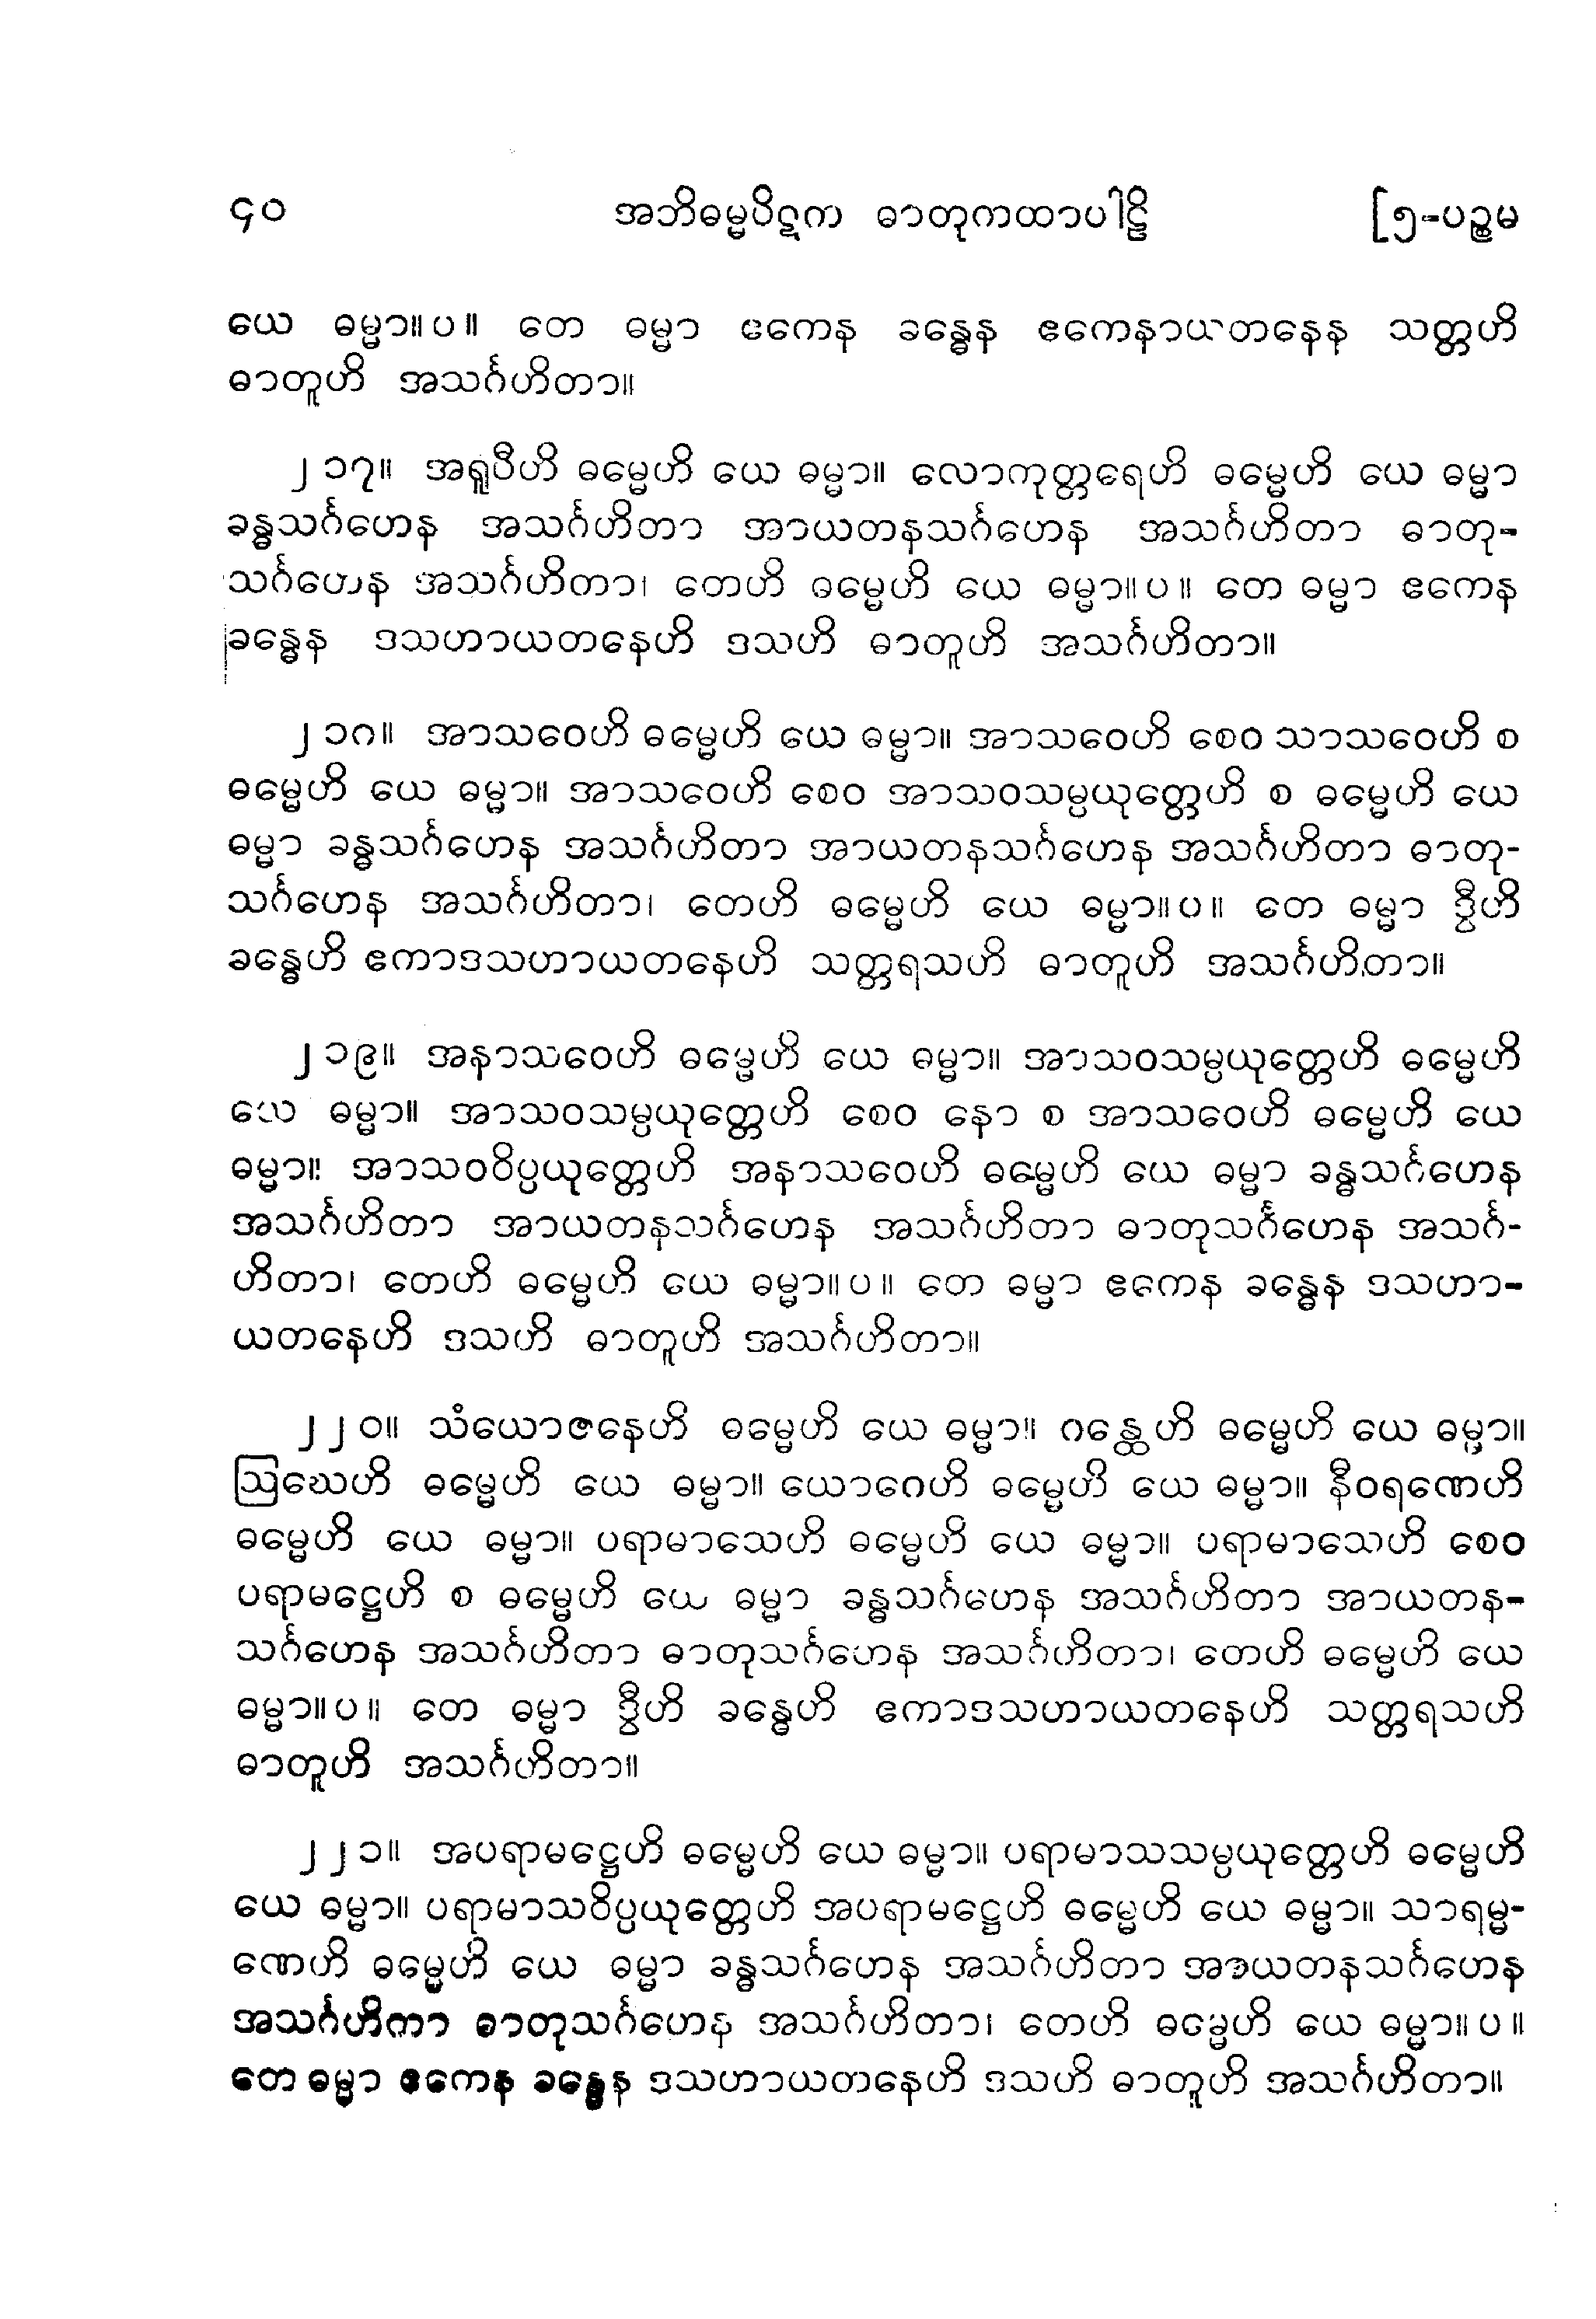 ၄၀ အဘိဓမ္မပိဋက ဓာတုကထာပါဠိ [၅-ပဉ္စမ
ယေ ဓမ္မာ။ပ။ တေ ဓမ္မာ ဧကေန ခန္ဓေန ဧကေနာယတနေန သတ္တဟိ
ဓာတူဟိ အသင်္ဂဟိတာ။
၂၁၇။ အရူပီဟိ ဓမ္မေဟိ ယေ ဓမ္မာ။ လောကုတ္တရေဟိ ဓမ္မေဟိ ယေ ဓမ္မာ
ခန္ဓသင်္ဂဟေန အသင်္ဂဟိတာ အာယတနသင်္ဂဟေန အသင်္ဂဟိတာ ဓာတု-
သင်္ဂဟေန အသင်္ဂဟိတာ၊ တေဟိ ဓမ္မေဟိ ယေ ဓမ္မာ။ပ။ တေ ဓမ္မာ ဧကေန
ခန္ဓေန ဒသဟာယတနေဟိ ဒသဟိ ဓာတူဟိ အသင်္ဂဟိတာ။
၂၁၈။ အာသဝေဟိ ဓမ္မေဟိ ယေ ဓမ္မာ။ အာသဝေဟိ စေဝ သာသဝေဟိ စ
ဓမ္မေဟိ ယေ ဓမ္မာ။ အာသဝေဟိ စေဝ အာသဝသမ္ပယုတ္တေဟိ စ ဓမ္မေဟိ ယေ
ဓမ္မာ ခန္ဓသင်္ဂဟေန အသင်္ဂဟိတာ အာယတနသင်္ဂဟေန အသင်္ဂဟိတာ ဓာတု-
သင်္ဂဟေန အသင်္ဂဟိတာ၊ တေဟိ ဓမ္မေဟိ ယေ ဓမ္မာ။ပ။ တေ ဓမ္မာ ဒွီဟိ
ခန္ဓေဟိ ဧကာဒသဟာယတနေဟိ သတ္တရသဟိ ဓာတူဟိ အသင်္ဂဟိတာ။
၂၁၉။ အနာသဝေဟိ ဓမ္မေဟိ ယေ ဓမ္မာ။ အာသဝသမ္ပယုတ္တေဟိ ဓမ္မေဟိ
ယေ ဓမ္မာ။ အာသဝသမ္ပယုတ္တေဟိ စေဝ နော စ အာသဝေဟိ ဓမ္မေဟိ ယေ
ဓမ္မာ။ အာသဝဝိပ္ပယုတ္တေဟိ အနာသဝေဟိ ဓမ္မေဟိ ယေ ဓမ္မာ ခန္ဓသင်္ဂဟေန
အသင်္ဂဟိတာ အာယတနသင်္ဂဟေန အသင်္ဂဟိတာ ဓာတုသင်္ဂဟေန အသင်္ဂ-
ဟိတာ၊ တေဟိ ဓမ္မေဟိ ယေ ဓမ္မာ။ပ။ တေ ဓမ္မာ ဧကေန ခန္ဓေန ဒသဟာ-
ယတနေဟိ ဒသဟိ ဓာတူဟိ အသင်္ဂဟိတာ။
၂၂၀။ သံယောဇနေဟိ ဓမ္မေဟိ ယေ ဓမ္မာ။ ဂန္ထေဟိ ဓမ္မေဟိ ယေ ဓမ္မာ။
ဩဃေဟိ ဓမ္မေဟိ ယေ ဓမ္မာ။ ယောဂေဟိ ဓမ္မေဟိ ယေ ဓမ္မာ။ နီဝရဏေဟိ
ဓမ္မေဟိ ယေ ဓမ္မာ။ ပရာမာသေဟိ ဓမ္မေဟိ ယေ ဓမ္မာ။ ပရာမာသေဟိ စေဝ
ပရာမဋ္ဌေဟိ စ ဓမ္မေဟိ ယေ ဓမ္မာ ခန္ဓသင်္ဂဟေန အသင်္ဂဟိတာ အာယတန-
သင်္ဂဟေန အသင်္ဂဟိတာ ဓာတုသင်္ဂဟေန အသင်္ဂဟိတာ၊ တေဟိ ဓမ္မေဟိ ယေ
ဓမ္မာ။ပ။ တေ ဓမ္မာ ဒွီဟိ ခန္ဓေဟိ ဧကာဒသဟာယတနေဟိ သတ္တရသဟိ
ဓာတူဟိ အသင်္ဂဟိတာ။
၂၂၁။ အပရာမဋ္ဌေဟိ ဓမ္မေဟိ ယေ ဓမ္မာ။ ပရာမာသသမ္ပယုတ္တေဟိ ဓမ္မေဟိ
ယေ ဓမ္မာ။ ပရာမာသဝိပ္ပယုတ္တေဟိ အပရာမဋ္ဌေဟိ ဓမ္မေဟိ ယေ ဓမ္မာ။ သာရမ္မ-
ဏေဟိ ဓမ္မေဟိ ယေ ဓမ္မာ ခန္ဓသင်္ဂဟေန အသင်္ဂဟိတာ အာယတနသင်္ဂဟေန
အသင်္ဂဟိတာ ဓာတုသင်္ဂဟေန အသင်္ဂဟိတာ၊ တေဟိ ဓမ္မေဟိ ယေ ဓမ္မာ။ပ။
တေ ဓမ္မာ ဧကေန ခန္ဓေန ဒသဟာယတနေဟိ ဒသဟိ ဓာတူဟိ အသင်္ဂဟိတာ။